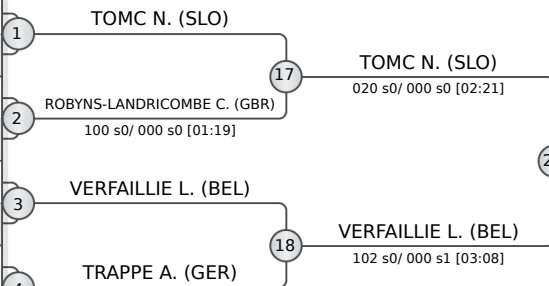 TOMC N. (SLO)
1
17
TOMC N. (SLO)
020 s0/ 000 s0 [02:21]
ROBYNS-LANDRICOMBE C. (GBR)
2
100 s0/ 000 s0 [01:19]
VERFAILLIE L. (BEL)
3
18
VERFAILLIE L. (BEL)
102 s0/ 000 s1 [03:08]
TRAPPE A. (GER)